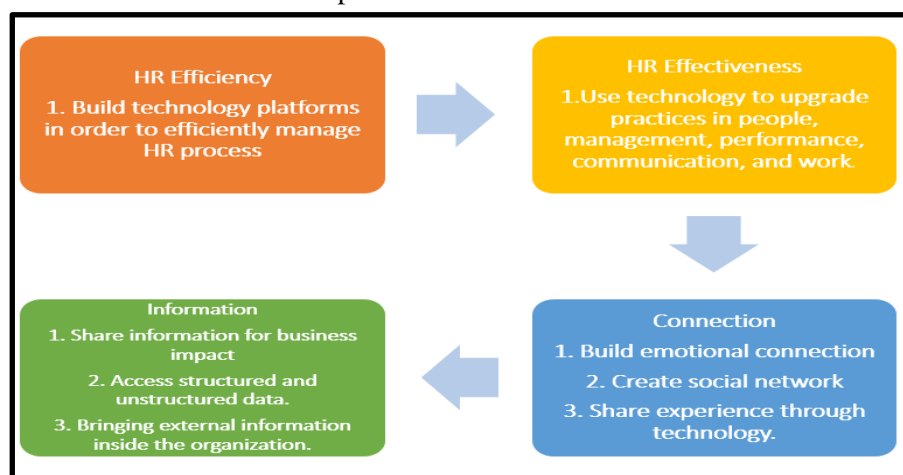 HR Efficiency
1. Build technology platforms
in order to efficiently manage
HR process
HR Effectiveness
1.Use technology to upgrade
practices in people,
management, performance,
communication, and work.
Connection
1. Build emotional connection
2. Create social network
3. Share experience through
technology.
Information
1. Share information for business
impact
2. Access structured and
unstructured data.
3. Bringing external information
inside the organization.